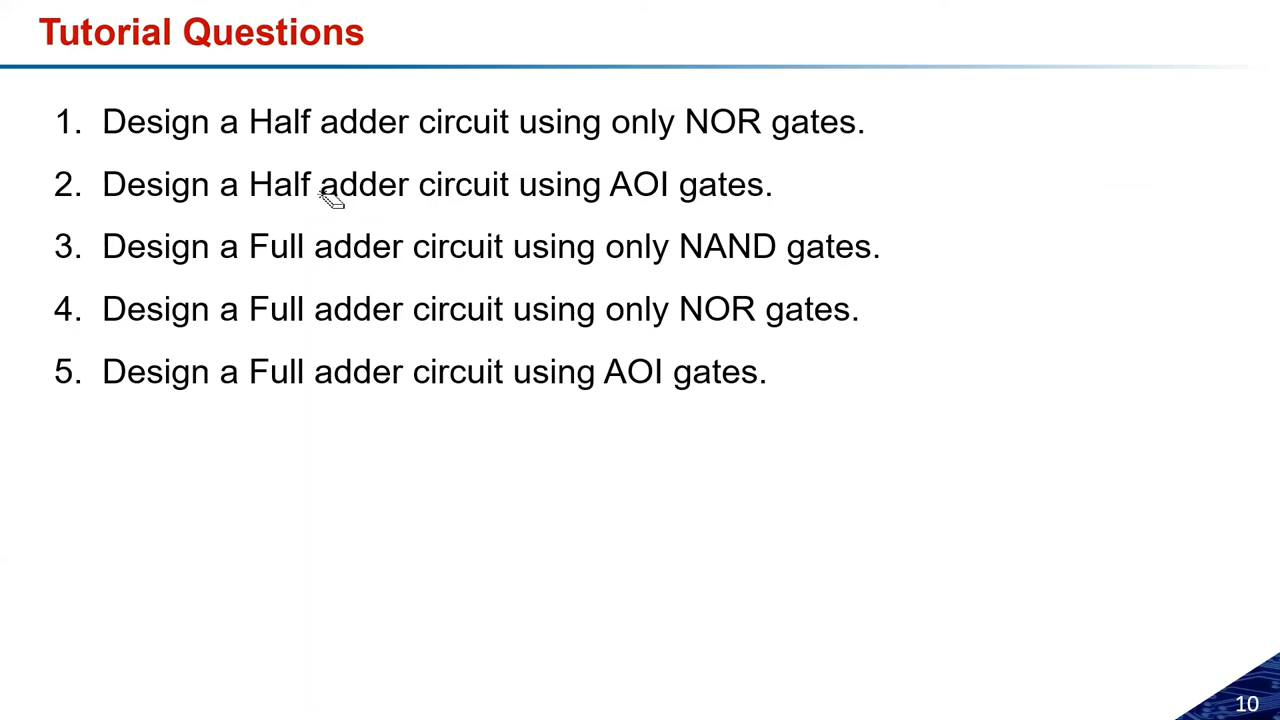 Tutorial Questions
1. Design a Half adder circuit using only NOR gates.
2. Design a Half adder circuit using AOI gates.
3. Design a Full adder circuit using only NAND gates.
4. Design a Full adder circuit using only NOR gates.
5. Design a Full adder circuit using AOI gates.
10